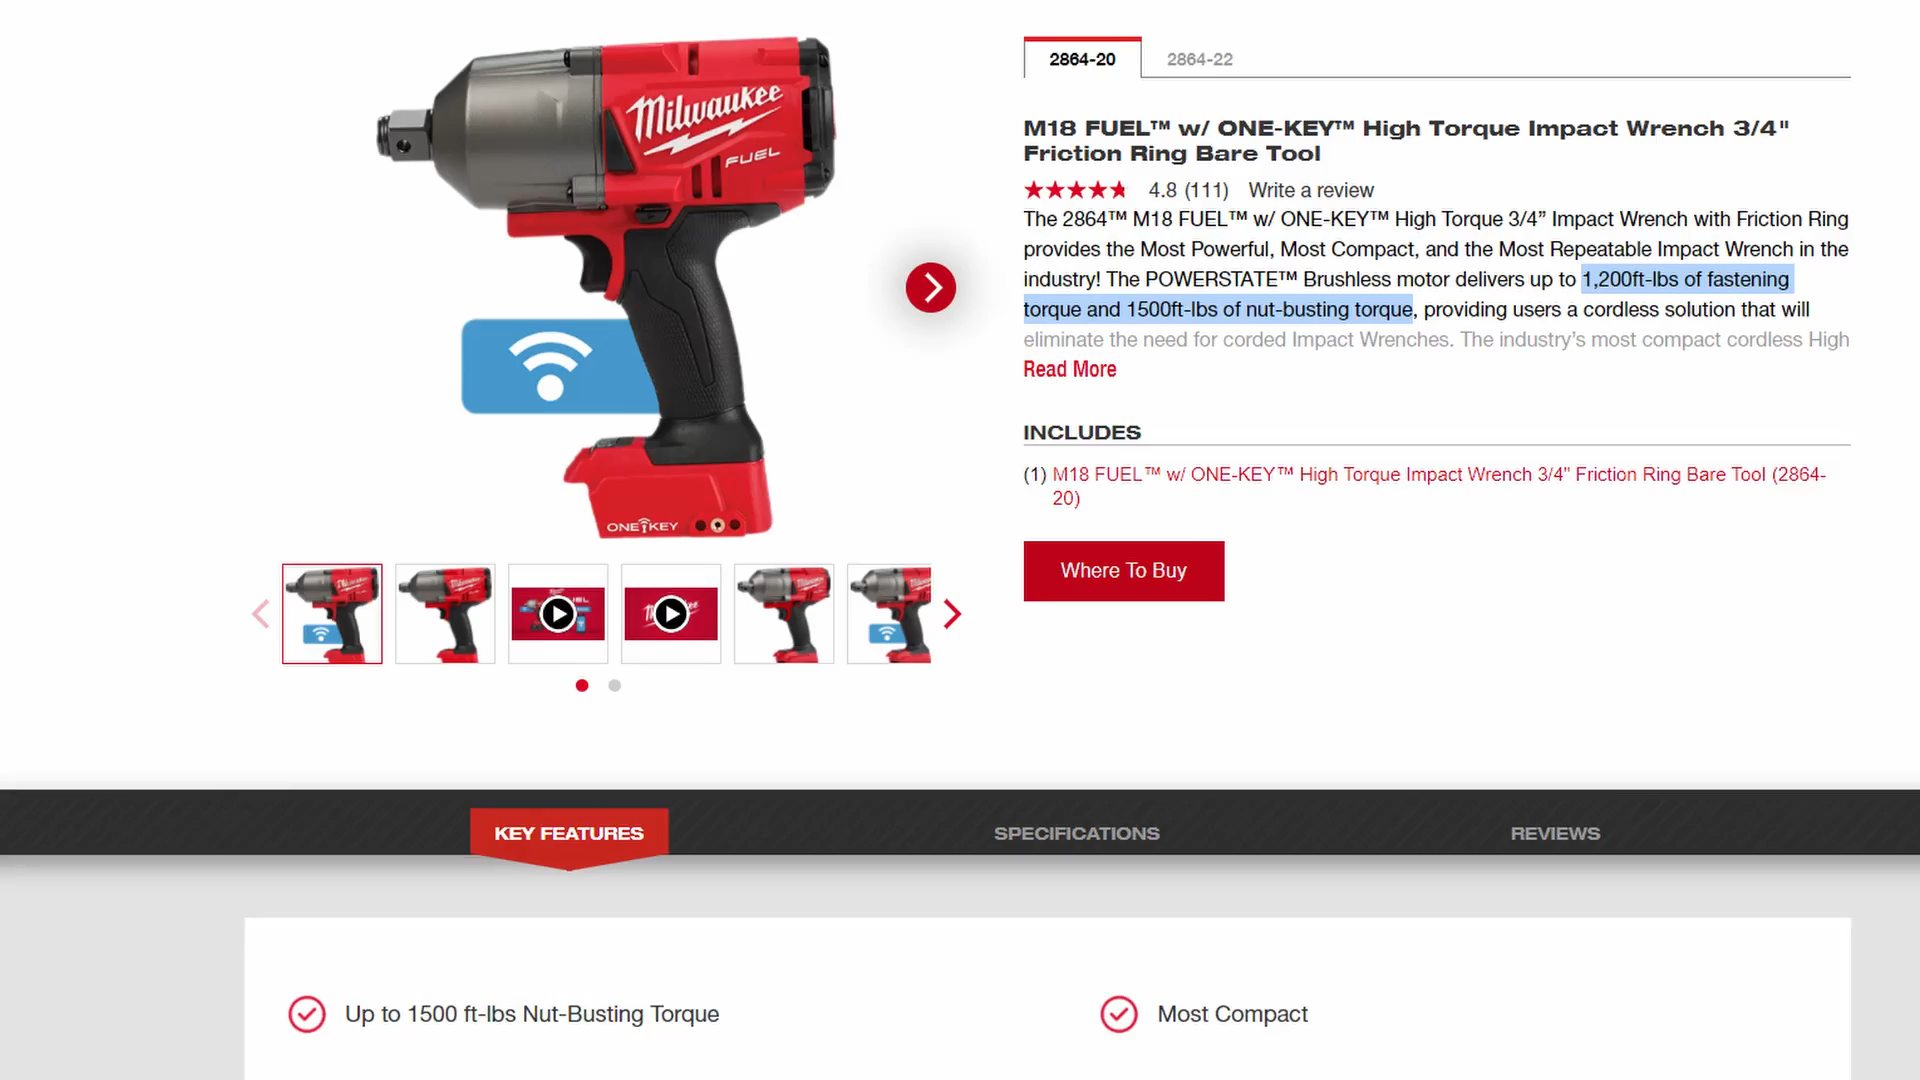 Milwaukee
FUEL
ONE KEY
2864-20
2864-22
M18 FUEL™ w/ ONE-KEY™ High Torque Impact Wrench 3/4"
Friction Ring Bare Tool
4.8 (111) Write a review
The 2864™ M18 FUEL™ w/ ONE-KEY™ High Torque 3/4” Impact Wrench with Friction Ring
provides the Most Powerful, Most Compact, and the Most Repeatable Impact Wrench in the
industry! The POWERSTATE™ Brushless motor delivers up to 1,200ft-lbs of fastening
torque and 1500ft-lbs of nut-busting torque, providing users a cordless solution that will
eliminate the need for corded Impact Wrenches. The industry’s most compact cordless High
Read More
INCLUDES
(1) M18 FUEL™ w/ ONE-KEY™ High Torque Impact Wrench 3/4" Friction Ring Bare Tool (2864-
20)
Where To Buy
KEY FEATURES
SPECIFICATIONS
REVIEWS
Up to 1500 ft-lbs Nut-Busting Torque
Most Compact